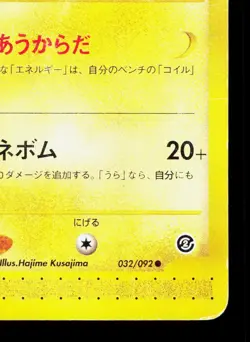 あうからだ
な「エネルギー」は、自分のベンチの「コイル」
ネボム 20+
ダメージを追加する。「うら」なら、自分にも
にげる
llus.Hajime Kusajima 032/092●